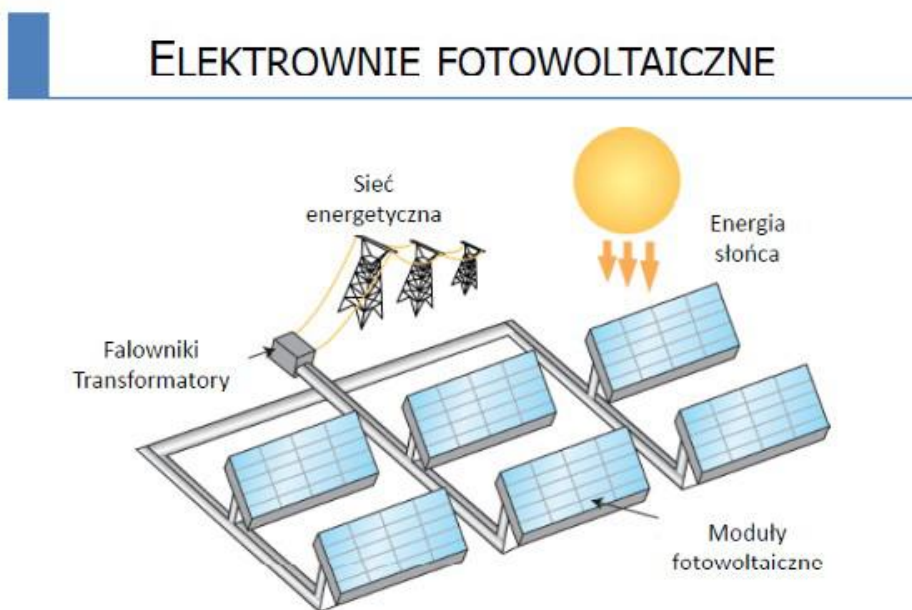 ELEKTROWNIE FOTOWOLTAICZNE
Sieć
energetyczna
Energia
słońca
Falowniki
Transformatory
Moduły
fotowoltaiczne